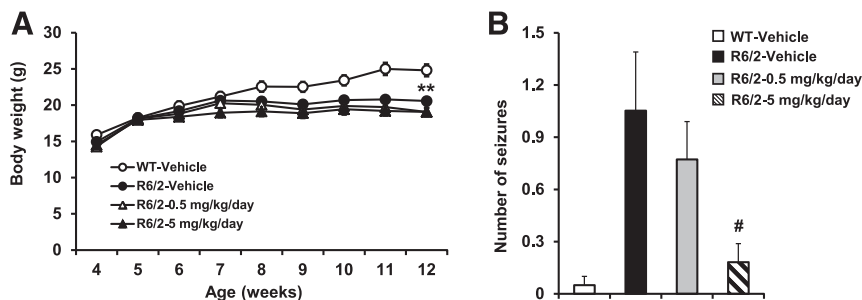 A
Body weight (g)
30
25
20
15
10
5
0
**
WT-Vehicle
R6/2-Vehicle
R6/2-0.5 mg/kg/day
R6/2-5 mg/kg/day
4 5 6 7 8 9 10 11 12
Age (weeks)
B
Number of seizures
1.5
1.2
0.9
0.6
0.3
0
WT-Vehicle
R6/2-Vehicle
R6/2-0.5 mg/kg/day
R6/2-5 mg/kg/day
#